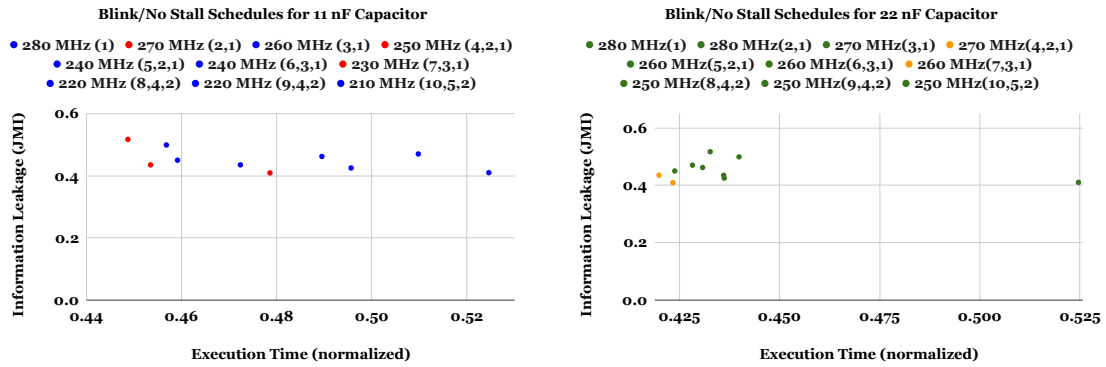 Blink/No Stall Schedules for 11 nF Capacitor
280 MHz (1) 270 MHz (2,1) 260 MHz (3,1) 250 MHz (4,2,1)
240 MHz (5,2,1) 240 MHz (6,3,1) 230 MHz (7,3,1)
220 MHz (8,4,2) 220 MHz (9,4,2) 210 MHz (10,5,2)
Information Leakage (JMI)
0.6
0.4
0.2
0.0
0.44 0.46 0.48 0.50 0.52
Execution Time (normalized)
Blink/No Stall Schedules for 22 nF Capacitor
280 MHz(1) 280 MHz(2,1) 270 MHz(3,1) 270 MHz(4,2,1)
260 MHz(5,2,1) 260 MHz(6,3,1) 260 MHz(7,3,1)
250 MHz(8,4,2) 250 MHz(9,4,2) 250 MHz(10,5,2)
Information Leakage (JMI)
0.6
0.4
0.2
0.0
0.425 0.450 0.475 0.500 0.525
Execution Time (normalized)